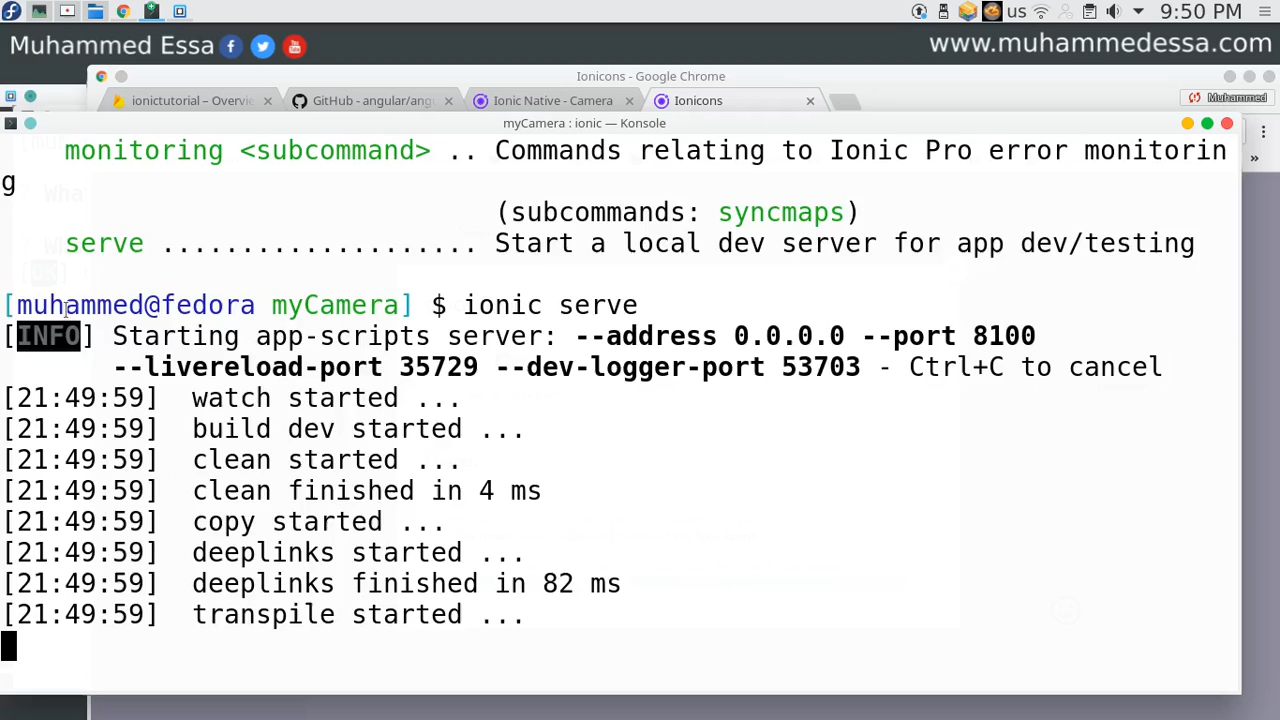 us 9:50 PM
Muhammed Essa
www.muhammedessa.com
Ionicons - Google Chrome
ionictutorial – Overvie
GitHub - angular/ang
Ionic Native - Camera
Ionicons
Muhammed
myCamera : ionic — Konsole
monitoring <subcommand> .. Commands relating to Ionic Pro error monitorin
g
(subcommands: syncmaps)
serve .................... Start a local dev server for app dev/testing
[muhammed@fedora myCamera] $ ionic serve
[INFO] Starting app-scripts server: --address 0.0.0.0 --port 8100
--livereload-port 35729 --dev-logger-port 53703 - Ctrl+C to cancel
[21:49:59] watch started ...
[21:49:59] build dev started ...
[21:49:59] clean started ...
[21:49:59] clean finished in 4 ms
[21:49:59] copy started ...
[21:49:59] deeplinks started ...
[21:49:59] deeplinks finished in 82 ms
[21:49:59] transpile started ...